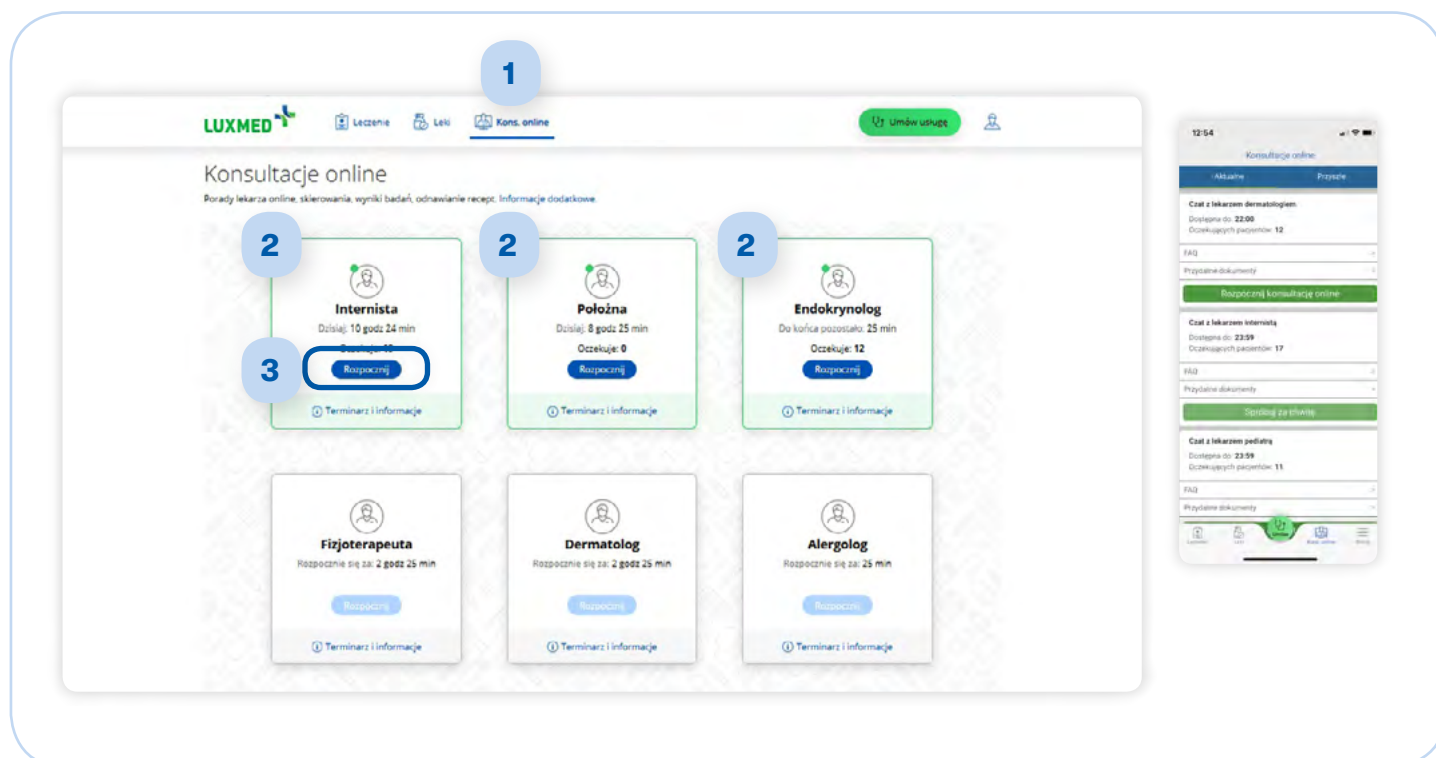 1
LUXMED
Leczenie
Leki
Kons. online
Umów usługę
Konsultacje online
Porady lekarza online, skierowania, wyniki badań, odnawianie recept. Informacje dodatkowe
2
2
2
Internista
Położna
Endokrynolog
Dzisiaj: 10 godz 24 min
Dzisiaj: 8 godz 25 min
Do końca pozostało: 25 min
Oczekuje:
Oczekuje: 0
Oczekuje: 12
3
Rozpocznij
Rozpocznij
Rozpocznij
Terminarz i informacje
Terminarz i informacje
Terminarz i informacje
Fizjoterapeuta
Dermatolog
Alergolog
Rozpocznie się za: 2 godz 25 min
Rozpocznie się za: 2 godz 25 min
Rozpocznie się za: 25 min
Rozpocznij
Rozpocznij
Rozpocznij
Terminarz i informacje
Terminarz i informacje
Terminarz i informacje
12:54
Konsultacje online
Aktualne
Przyszłe
Czat z lekarzem dermatologiem
Dostępna do: 22:00
Oczekujących pacjentów: 12
FAQ
Przydatne dokumenty
Rozpocznij konsultację online
Czat z lekarzem internistą
Dostępna do: 23:59
Oczekujących pacjentów: 17
FAQ
Przydatne dokumenty
Spróbuj za chwilę
Czat z lekarzem pediatrą
Dostępna do: 23:59
Oczekujących pacjentów: 11
FAQ
Przydatne dokumenty